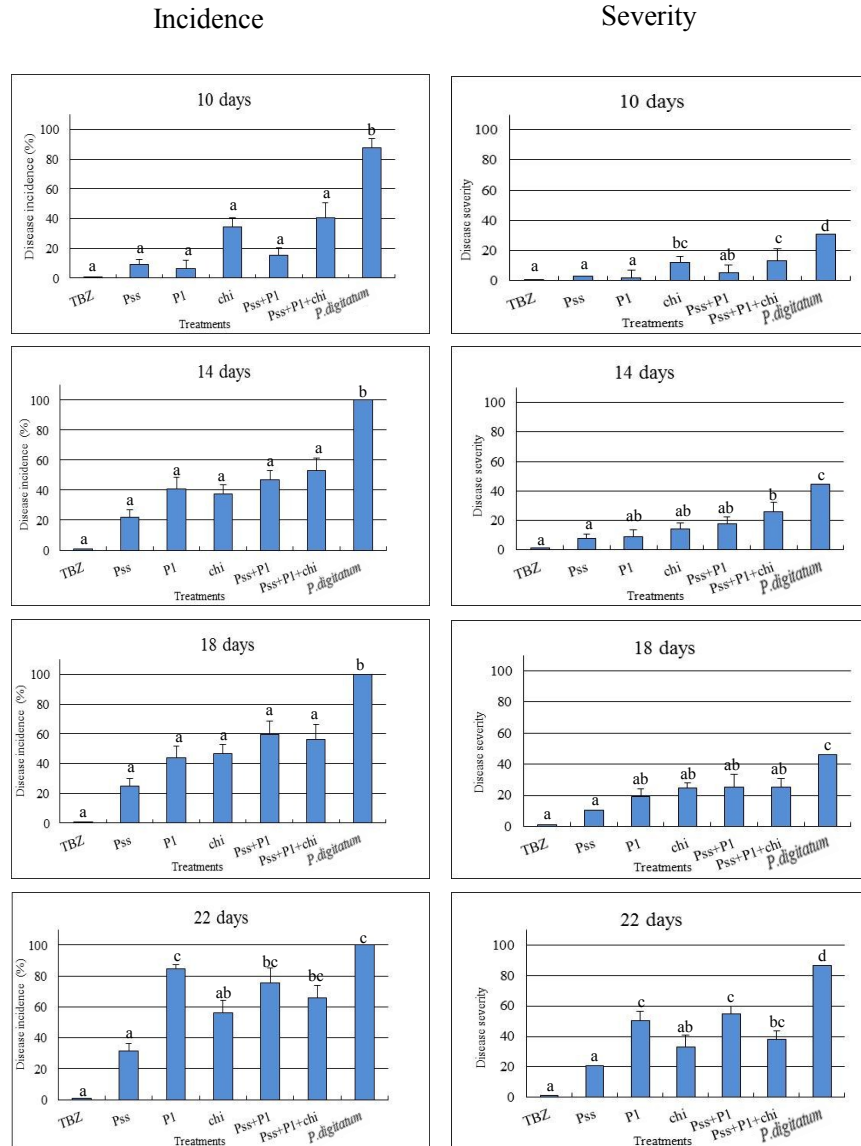 Incidence
Severity
10 days
Disease incidence (%)
100
80
60
40
20
0
a
a
a
a
a
a
b
TBZ
Pss
P1
chi
Pss+P1
Pss+P1+chi
P.digitatum
Treatments
10 days
Disease severity
100
80
60
40
20
0
a
a
a
bc
ab
c
d
TBZ
Pss
P1
chi
Pss+P1
Pss+P1+chi
P.digitatum
Treatments
14 days
Disease incidence (%)
100
80
60
40
20
0
a
a
a
a
a
a
b
TBZ
Pss
P1
chi
Pss+P1
Pss+P1+chi
P.digitatum
Treatments
14 days
Disease severity
100
80
60
40
20
0
a
a
ab
ab
ab
b
c
TBZ
Pss
P1
chi
Pss+P1
Pss+P1+chi
P.digitatum
Treatments
18 days
Disease incidence (%)
100
80
60
40
20
0
a
a
a
a
a
a
b
TBZ
Pss
P1
chi
Pss+P1
Pss+P1+chi
P.digitatum
Treatments
18 days
Disease severity
100
80
60
40
20
0
a
a
ab
ab
ab
ab
c
TBZ
Pss
P1
chi
Pss+P1
Pss+P1+chi
P.digitatum
Treatments
22 days
Disease incidence (%)
100
80
60
40
20
0
a
a
c
ab
bc
bc
c
TBZ
Pss
P1
chi
Pss+P1
Pss+P1+chi
P.digitatum
Treatments
22 days
Disease severity
100
80
60
40
20
0
a
a
c
ab
c
bc
d
TBZ
Pss
P1
chi
Pss+P1
Pss+P1+chi
P.digitatum
Treatments